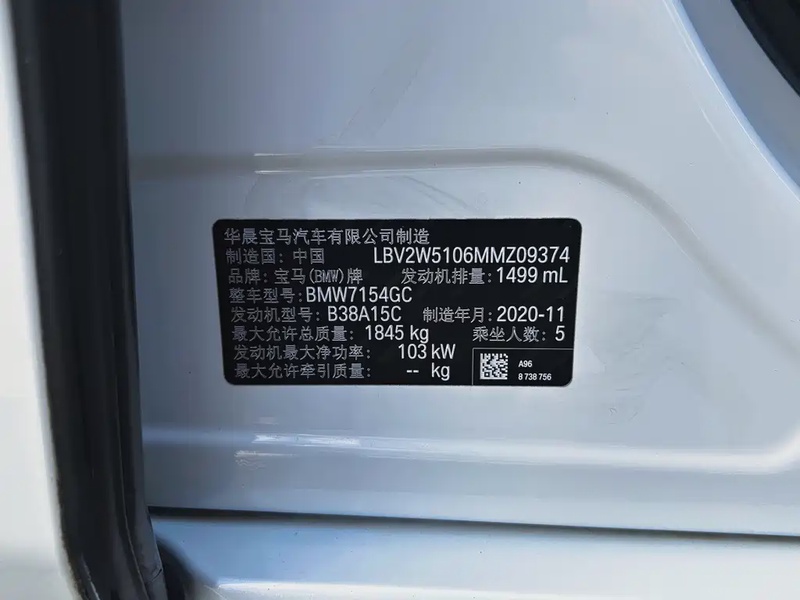 华晨宝马汽车有限公司制造
制造国：中国 LBV2W5106MMZ09374
品牌：宝马(BMW)牌 发动机排量：1499 mL
整车型号：BMW7154GC
发动机型号：B38A15C 制造年月：2020-11
最大允许总质量：1845 kg 乘坐人数：5
发动机最大净功率：103 kW
最大允许牵引质量：-- kg
A96
8 738 756